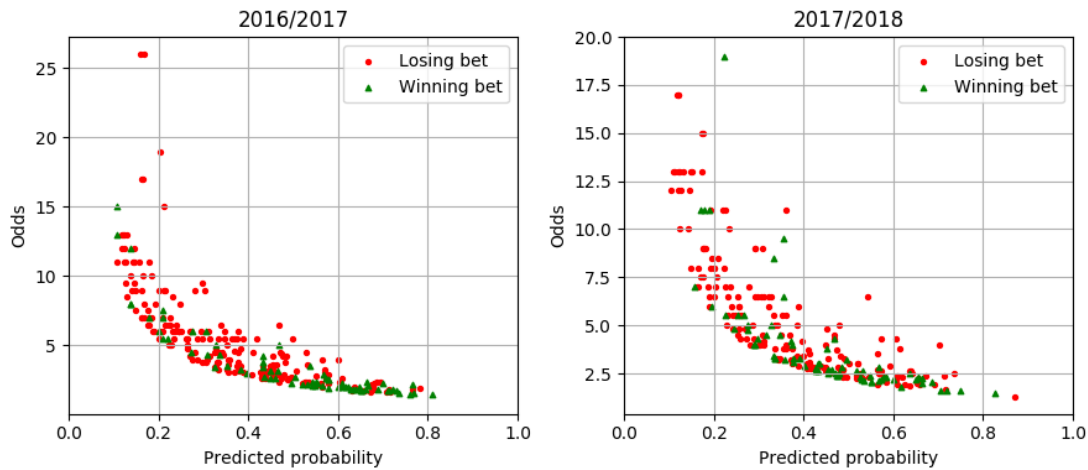 2016/2017
25
20
15
10
5
0.0 0.2 0.4 0.6 0.8 1.0
Predicted probability
Odds
Losing bet
Winning bet
2017/2018
20.0
17.5
15.0
12.5
10.0
7.5
5.0
2.5
0.0 0.2 0.4 0.6 0.8 1.0
Predicted probability
Odds
Losing bet
Winning bet